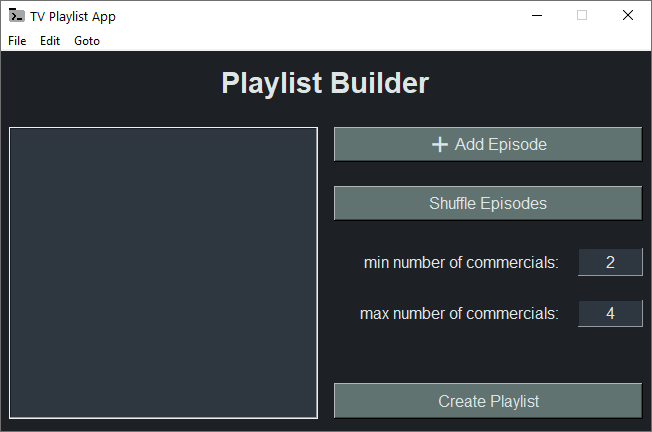 TV Playlist App
File Edit Goto
Playlist Builder
+ Add Episode
Shuffle Episodes
min number of commercials: 2
max number of commercials: 4
Create Playlist